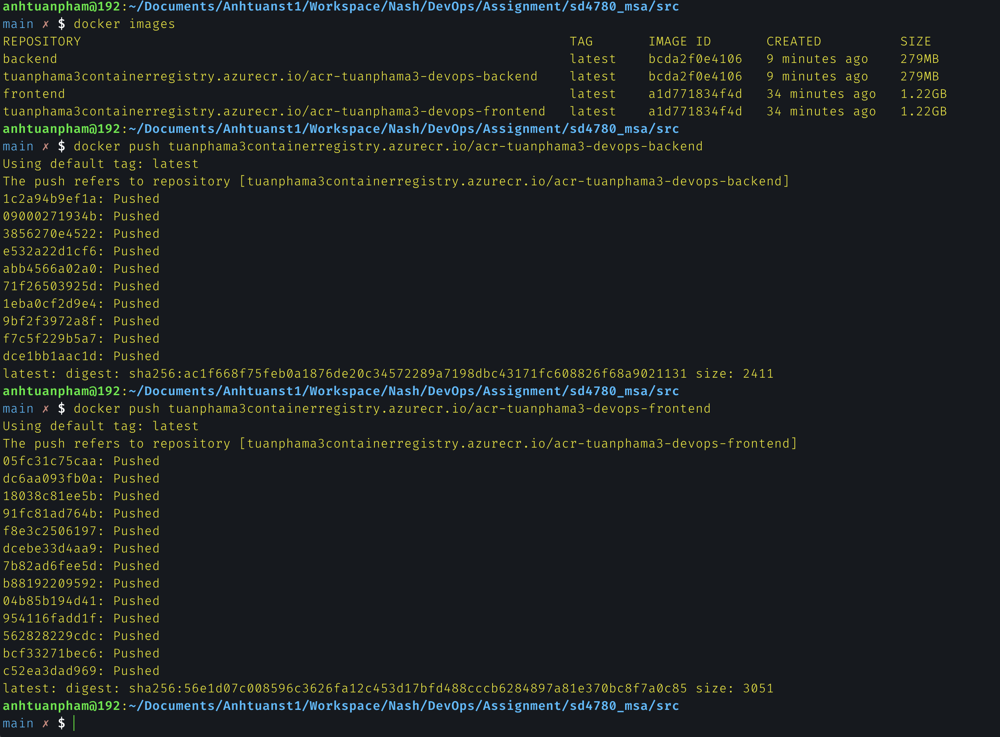 anhtuanpham@192:~/Documents/Anhtuanst1/Workspace/Nash/DevOps/Assignment/sd4780_msa/src
main ✗ $ docker images
REPOSITORY TAG IMAGE ID CREATED SIZE
backend latest bcda2f0e4106 9 minutes ago 279MB
tuanphama3containerregistry.azurecr.io/acr-tuanphama3-devops-backend latest bcda2f0e4106 9 minutes ago 279MB
frontend latest a1d771834f4d 34 minutes ago 1.22GB
tuanphama3containerregistry.azurecr.io/acr-tuanphama3-devops-frontend latest a1d771834f4d 34 minutes ago 1.22GB
anhtuanpham@192:~/Documents/Anhtuanst1/Workspace/Nash/DevOps/Assignment/sd4780_msa/src
main ✗ $ docker push tuanphama3containerregistry.azurecr.io/acr-tuanphama3-devops-backend
Using default tag: latest
The push refers to repository [tuanphama3containerregistry.azurecr.io/acr-tuanphama3-devops-backend]
1c2a94b9ef1a: Pushed
09000271934b: Pushed
3856270e4522: Pushed
e532a22d1cf6: Pushed
abb4566a02a0: Pushed
71f26503925d: Pushed
1eba0cf2d9e4: Pushed
9bf2f3972a8f: Pushed
f7c5f229b5a7: Pushed
dce1bb1aac1d: Pushed
latest: digest: sha256:ac1f668f75feb0a1876de20c34572289a7198dbc43171fc608826f68a9021131 size: 2411
anhtuanpham@192:~/Documents/Anhtuanst1/Workspace/Nash/DevOps/Assignment/sd4780_msa/src
main ✗ $ docker push tuanphama3containerregistry.azurecr.io/acr-tuanphama3-devops-frontend
Using default tag: latest
The push refers to repository [tuanphama3containerregistry.azurecr.io/acr-tuanphama3-devops-frontend]
05fc31c75caa: Pushed
dc6aa093fb0a: Pushed
18038c81ee5b: Pushed
91fc81ad764b: Pushed
f8e3c2506197: Pushed
dcebe33d4aa9: Pushed
7b82ad6fee5d: Pushed
b88192209592: Pushed
04b85b194d41: Pushed
954116fadd1f: Pushed
562828229cdc: Pushed
bcf33271bec6: Pushed
c52ea3dad969: Pushed
latest: digest: sha256:56e1d07c008596c3626fa12c453d17bfd488cccb6284897a81e370bc8f7a0c85 size: 3051
anhtuanpham@192:~/Documents/Anhtuanst1/Workspace/Nash/DevOps/Assignment/sd4780_msa/src
main ✗ $